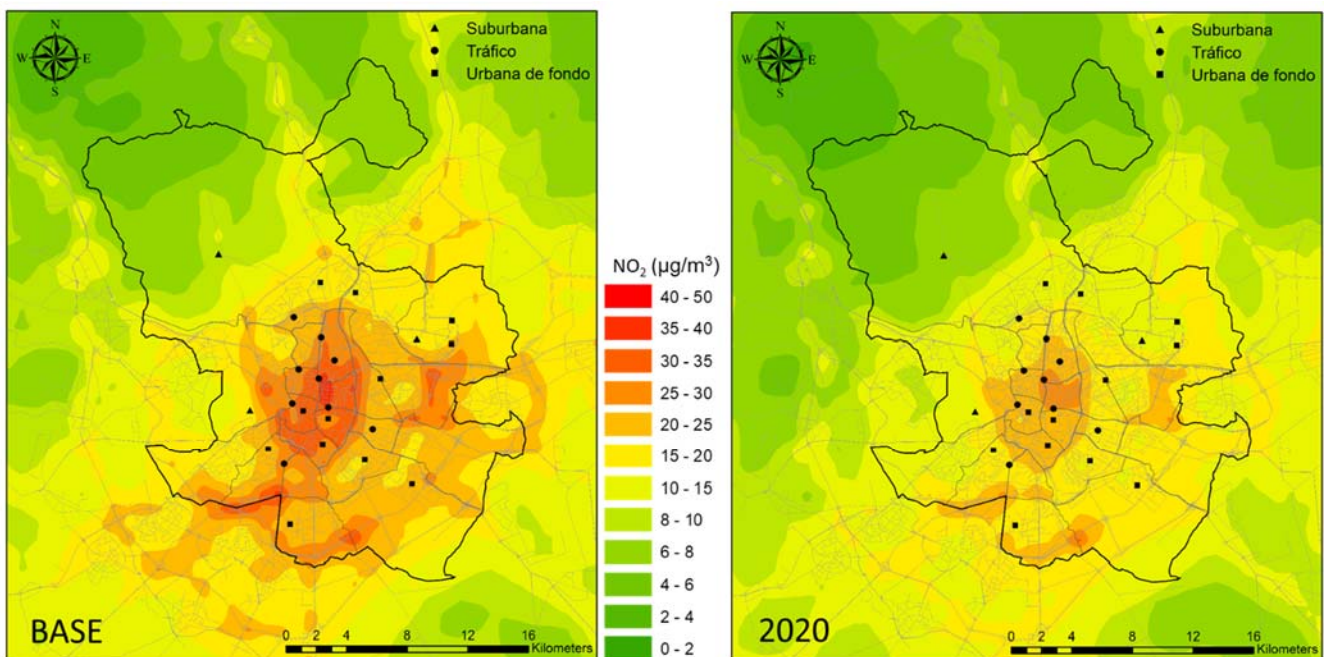 N
W E
S
Suburbana
Tráfico
Urbana de fondo
BASE
0 2 4 8 12 16
Kilometers
NO₂ (µg/m³)
40 - 50
35 - 40
30 - 35
25 - 30
20 - 25
15 - 20
10 - 15
8 - 10
6 - 8
4 - 6
2 - 4
0 - 2
N
W E
S
Suburbana
Tráfico
Urbana de fondo
2020
0 2 4 8 12 16
Kilometers